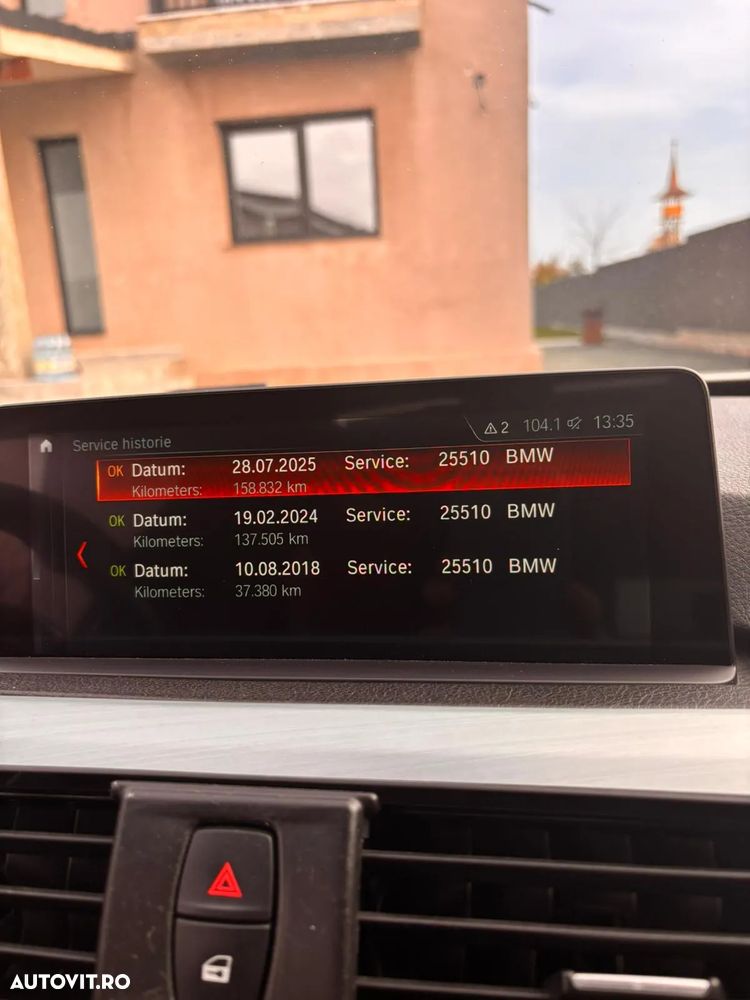 Service historie
2 104.1 13:35
OK Datum: 28.07.2025 Service: 25510 BMW
Kilometers: 158.832 km
OK Datum: 19.02.2024 Service: 25510 BMW
Kilometers: 137.505 km
OK Datum: 10.08.2018 Service: 25510 BMW
Kilometers: 37.380 km
AUTOVIT.RO